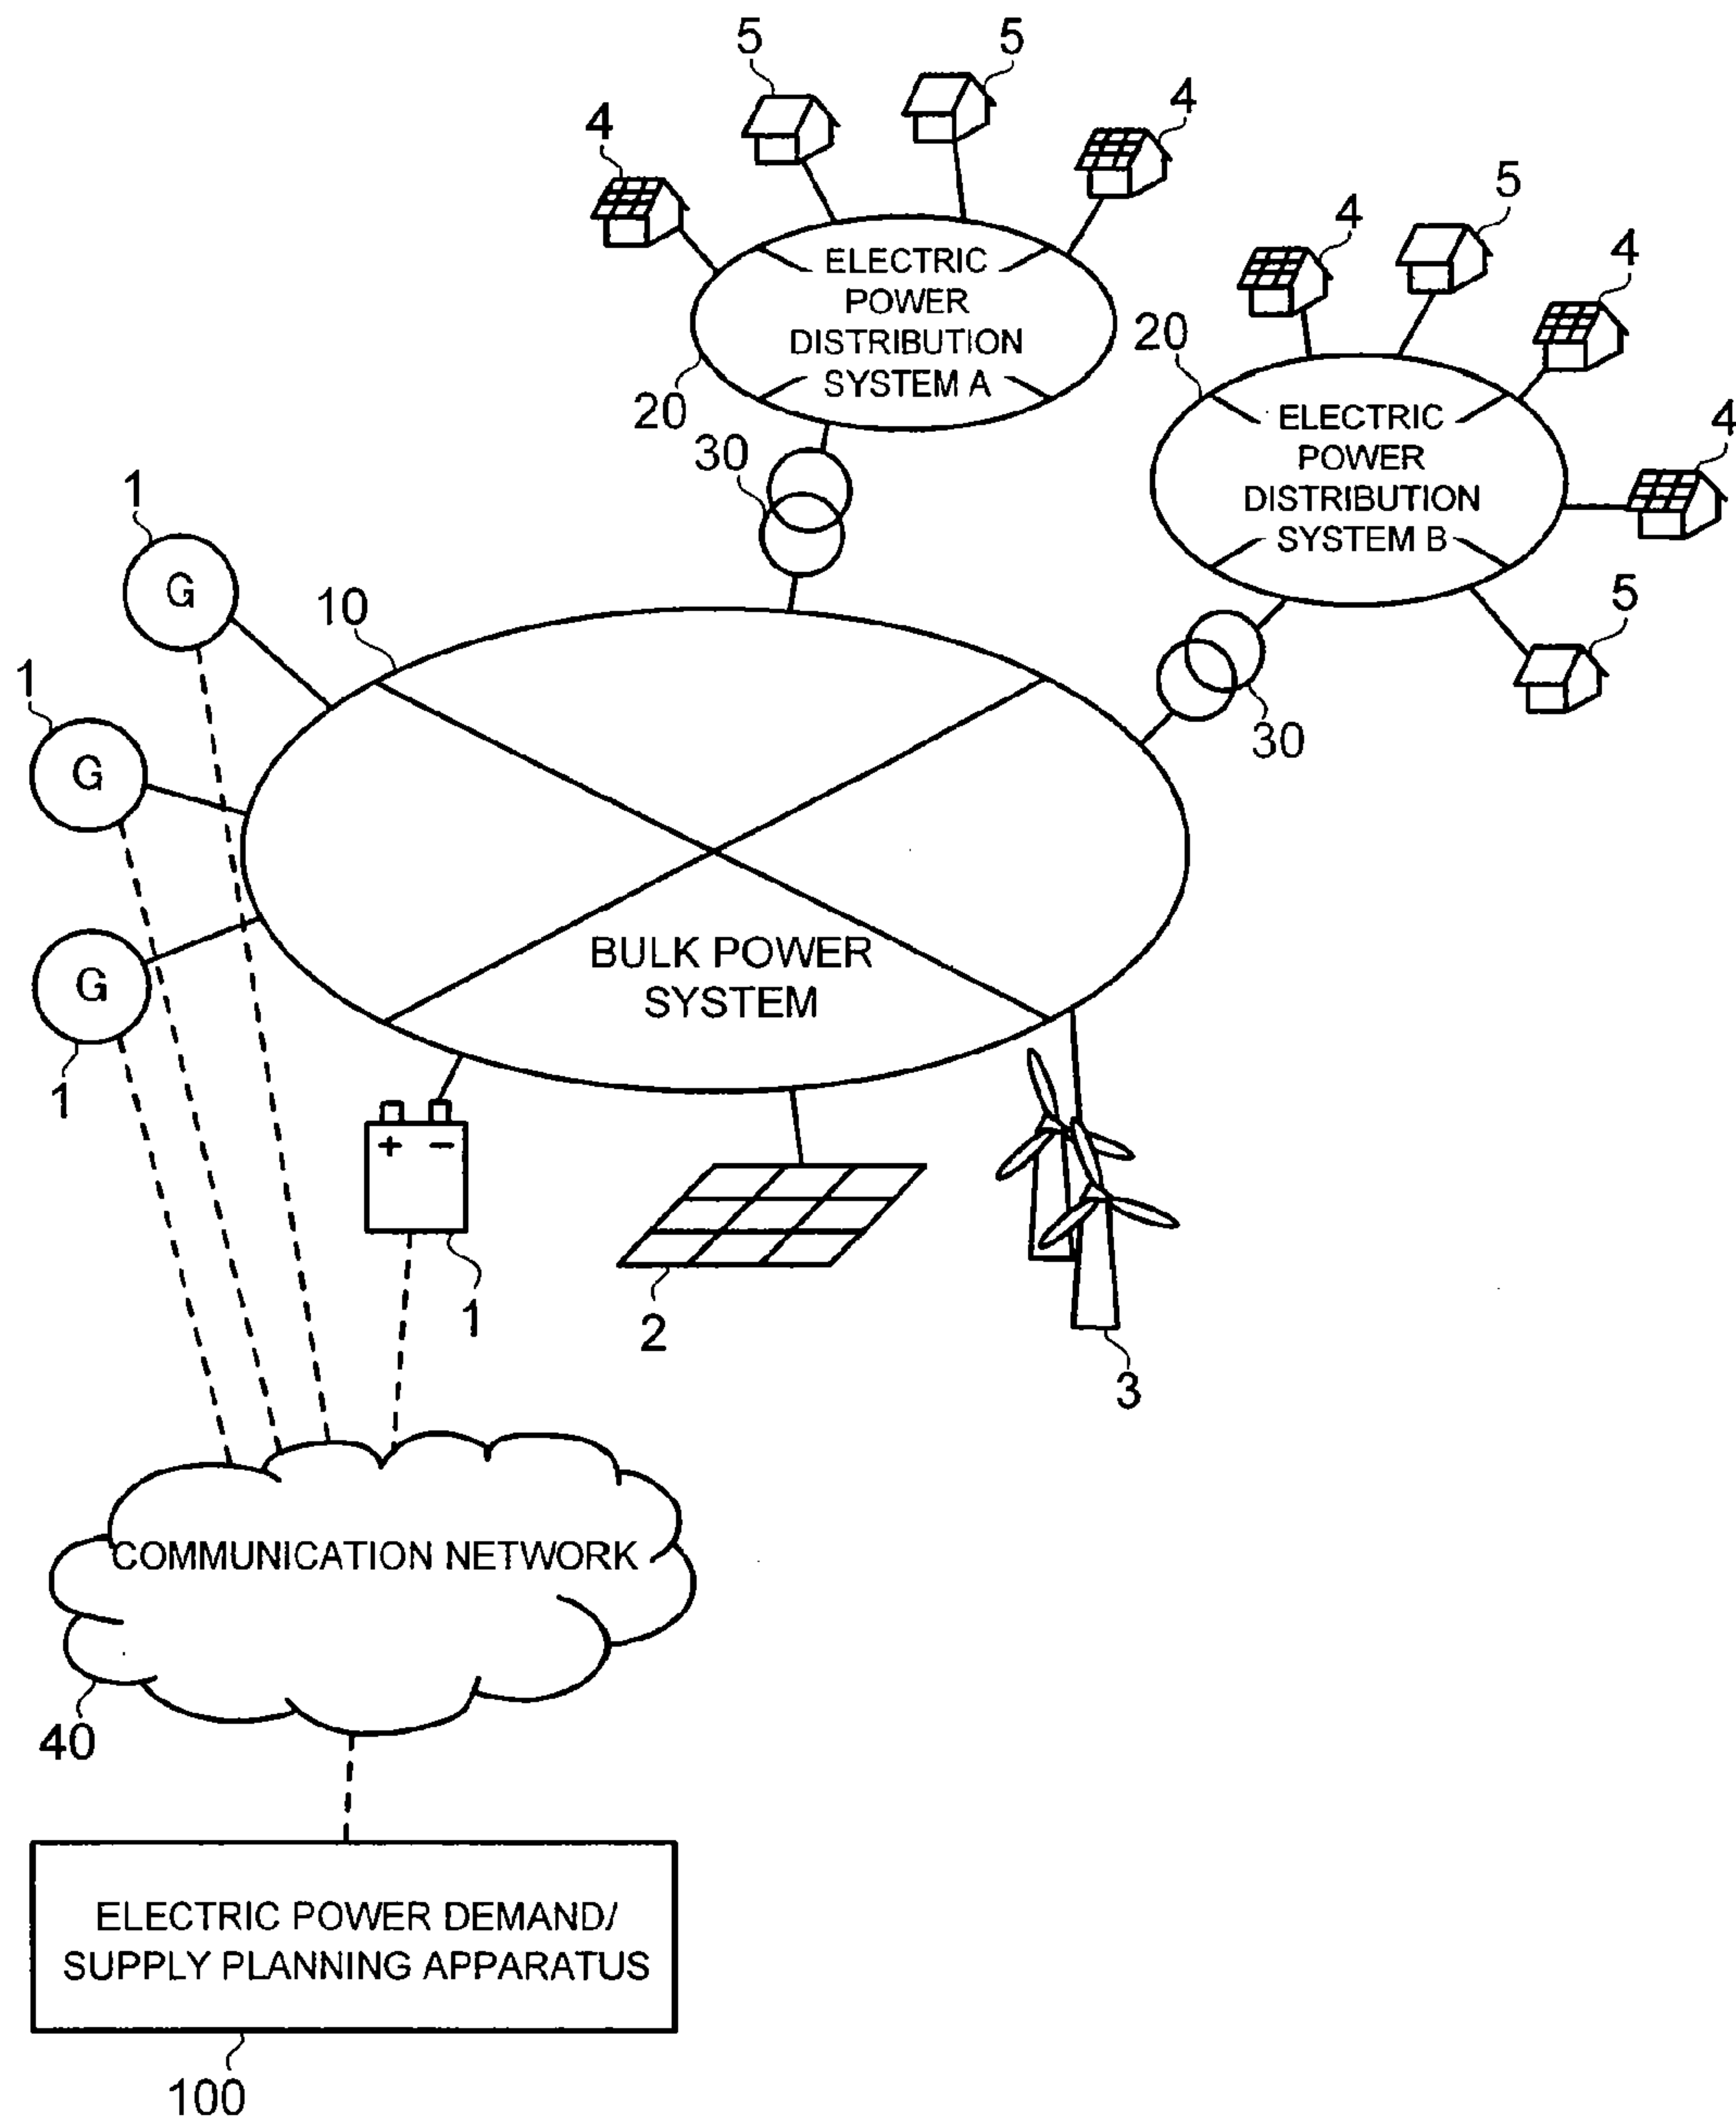 5
5
4
4
5
4
4
ELECTRIC
POWER
DISTRIBUTION
SYSTEM A
20
20
4
ELECTRIC
POWER
DISTRIBUTION
SYSTEM B
30
1
G
10
5
1
G
30
BULK POWER
SYSTEM
G
1
+ −
1
2
3
COMMUNICATION NETWORK
40
ELECTRIC POWER DEMAND/
SUPPLY PLANNING APPARATUS
100